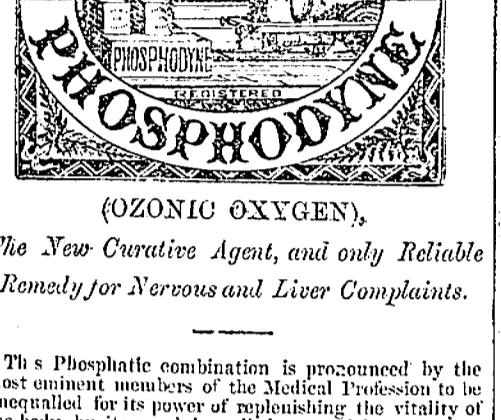 PHOSPHODYNE
REGISTERED
PHOSPHODYNE
(OZONIC OXYGEN),
The New Curative Agent, and only Reliable
Remedy for Nervous and Liver Complaints.
Th s Phosphatic combination is pronounced by the
most eminent members of the Medical Profession to be
unequalled for its power of replenishing the vitality of